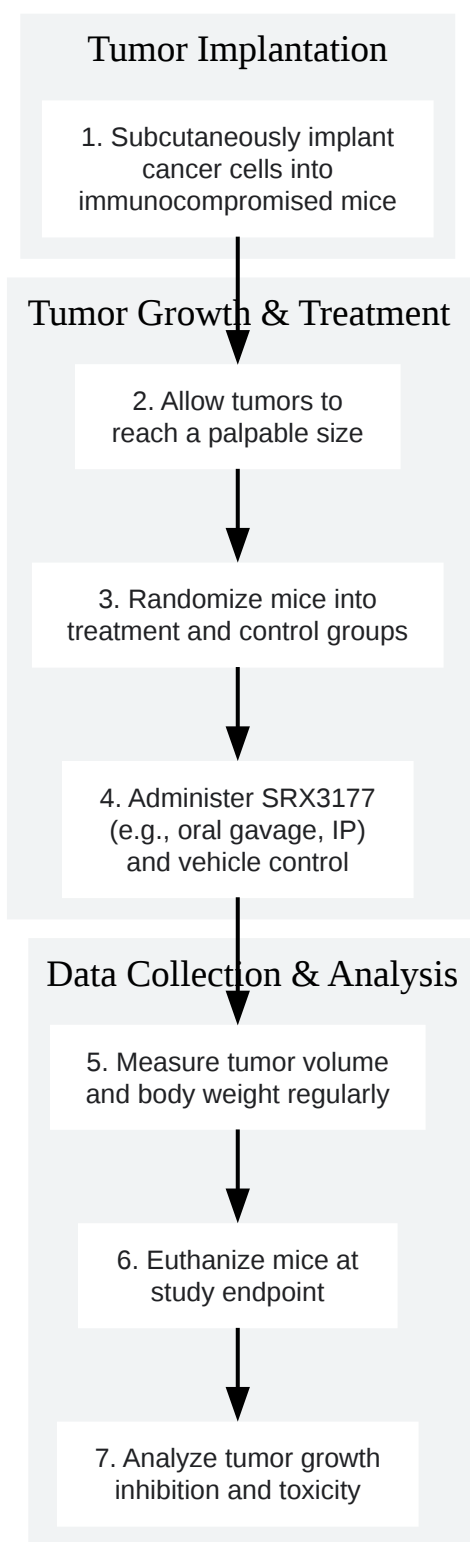 Tumor Implantation
1. Subcutaneously implant
cancer cells into
immunocompromised mice
Tumor Growth & Treatment
2. Allow tumors to
reach a palpable size
3. Randomize mice into
treatment and control groups
4. Administer SRX3177
(e.g., oral gavage, IP)
and vehicle control
Data Collection & Analysis
5. Measure tumor volume
and body weight regularly
6. Euthanize mice at
study endpoint
7. Analyze tumor growth
inhibition and toxicity